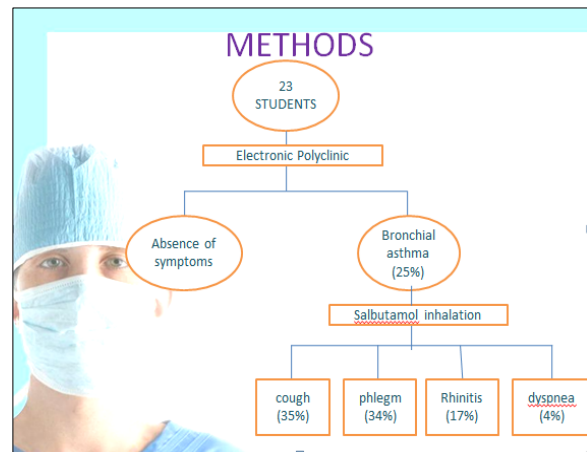 METHODS
23
STUDENTS
Electronic Polyclinic
Absence of
symptoms
Bronchial
asthma
(25%)
Salbutamol inhalation
cough
(35%)
phlegm
(34%)
Rhinitis
(17%)
dyspnea
(4%)